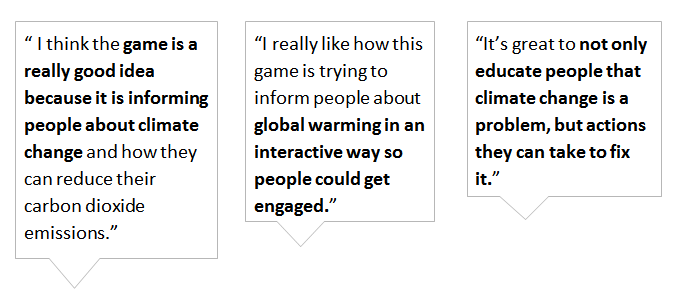 “ I think the game is a
really good idea
because it is informing
people about climate
change and how they
can reduce their
carbon dioxide
emissions.”
“I really like how this
game is trying to
inform people about
global warming in an
interactive way so
people could get
engaged.”
“It’s great to not only
educate people that
climate change is a
problem, but actions
they can take to fix
it.”